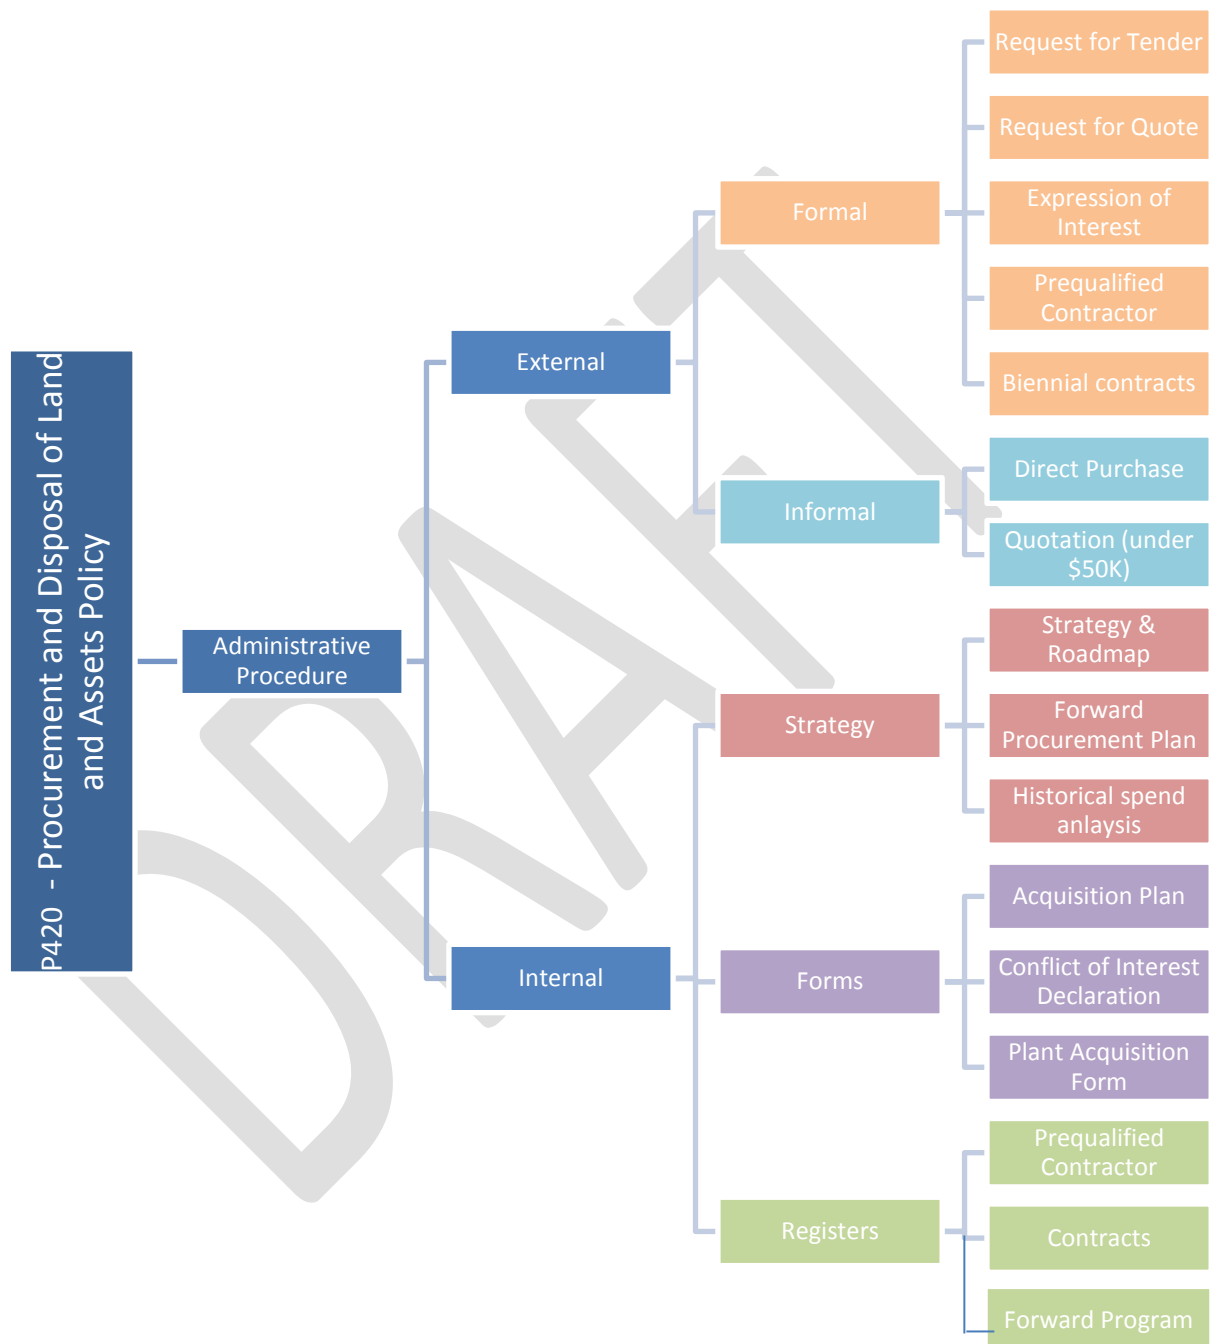 P420 - Procurement and Disposal of Land
and Assets Policy
Administrative
Procedure
External
Internal
Formal
Informal
Strategy
Forms
Registers
Request for Tender
Request for Quote
Expression of
Interest
Prequalified
Contractor
Biennial contracts
Direct Purchase
Quotation (under
$50K)
Strategy &
Roadmap
Forward
Procurement Plan
Historical spend
anlaysis
Acquisition Plan
Conflict of Interest
Declaration
Plant Acquisition
Form
Prequalified
Contractor
Contracts
Forward Program
DRAFT